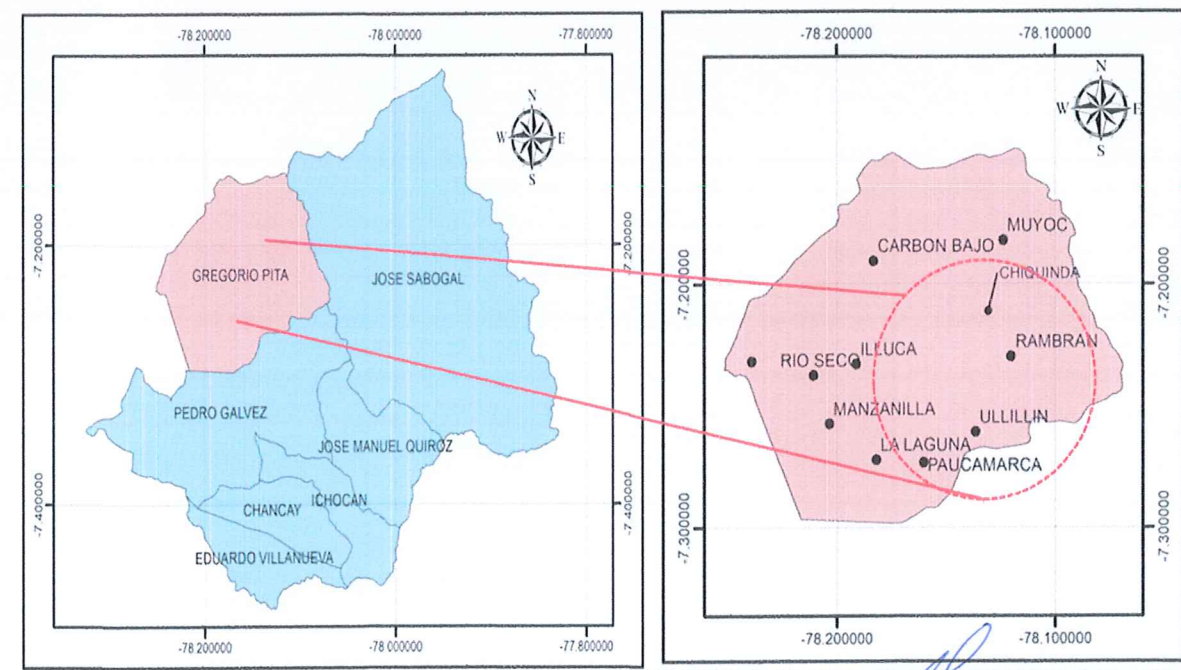 -78.200000
-78.000000
-77.800000
N
W
E
S
-7.200000
-7.200000
GREGORIO PITA
JOSE SABOGAL
PEDRO GALVEZ
JOSE MANUEL QUIROZ
ICHOCAN
CHANCAY
EDUARDO VILLANUEVA
-7.400000
-7.400000
-78.200000
-78.000000
-77.800000
-78.200000
-78.100000
N
W
E
S
MUYOC
CARBON BAJO
CHIQUINDA
-7.200000
-7.200000
RAMBRAN
ILLUCA
RIO SECO
MANZANILLA
ULLILLIN
LA LAGUNA
PAUCAMARCA
-7.300000
-7.300000
-78.200000
-78.100000